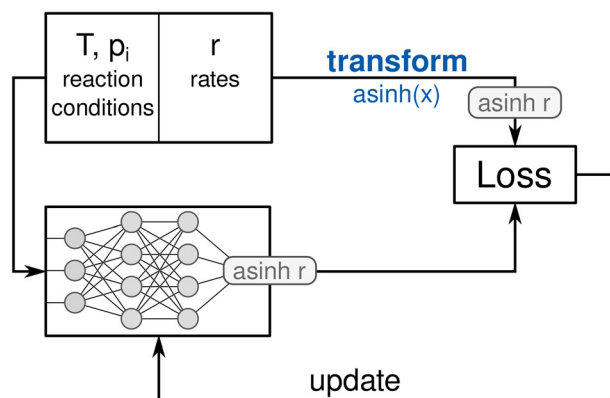 T, pᵢ
reaction
conditions
r
rates
transform
asinh(x)
asinh r
Loss
asinh r
update